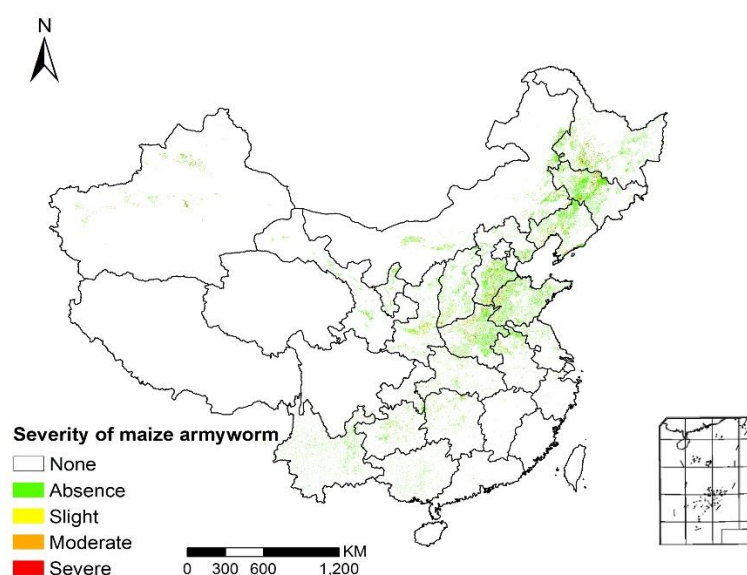 N
Severity of maize armyworm
None
Absence
Slight
Moderate
Severe
KM
0 300 600 1,200